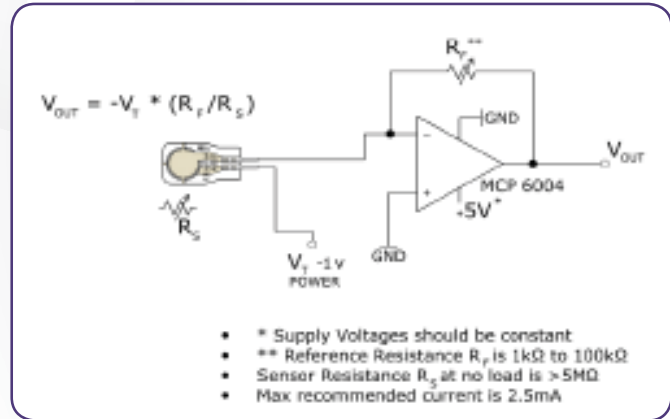 R_F **
V_OUT = -V_T * (R_F/R_S)
GND
V_OUT
MCP 6004
+5V*
R_S
V_T -1v
POWER
GND
• * Supply Voltages should be constant
• ** Reference Resistance R_F is 1kΩ to 100kΩ
• Sensor Resistance R_S at no load is >5MΩ
• Max recommended current is 2.5mA